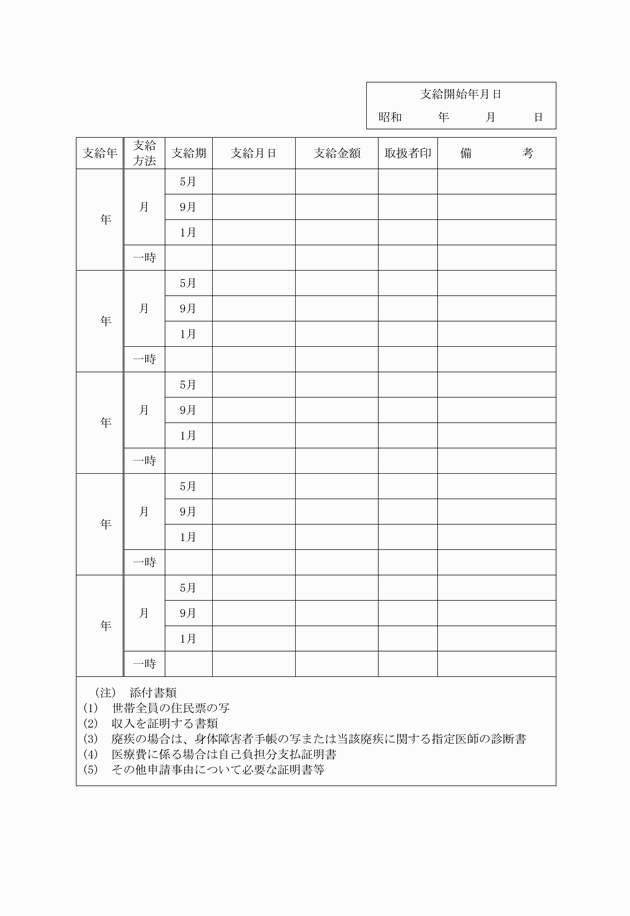 支給開始年月日
昭和　　　年　　　月　　　日
支給年　支給方法　支給期　支給月日　支給金額　取扱者印　備　　　考
年　月　5月
9月
1月
一時
年　月　5月
9月
1月
一時
年　月　5月
9月
1月
一時
年　月　5月
9月
1月
一時
年　月　5月
9月
1月
一時
（注）　添付書類
(1)　世帯全員の住民票の写
(2)　収入を証明する書類
(3)　廃疾の場合は、身体障害者手帳の写または当該廃疾に関する指定医師の診断書
(4)　医療費に係る場合は自己負担分支払証明書
(5)　その他申請事由について必要な証明書等